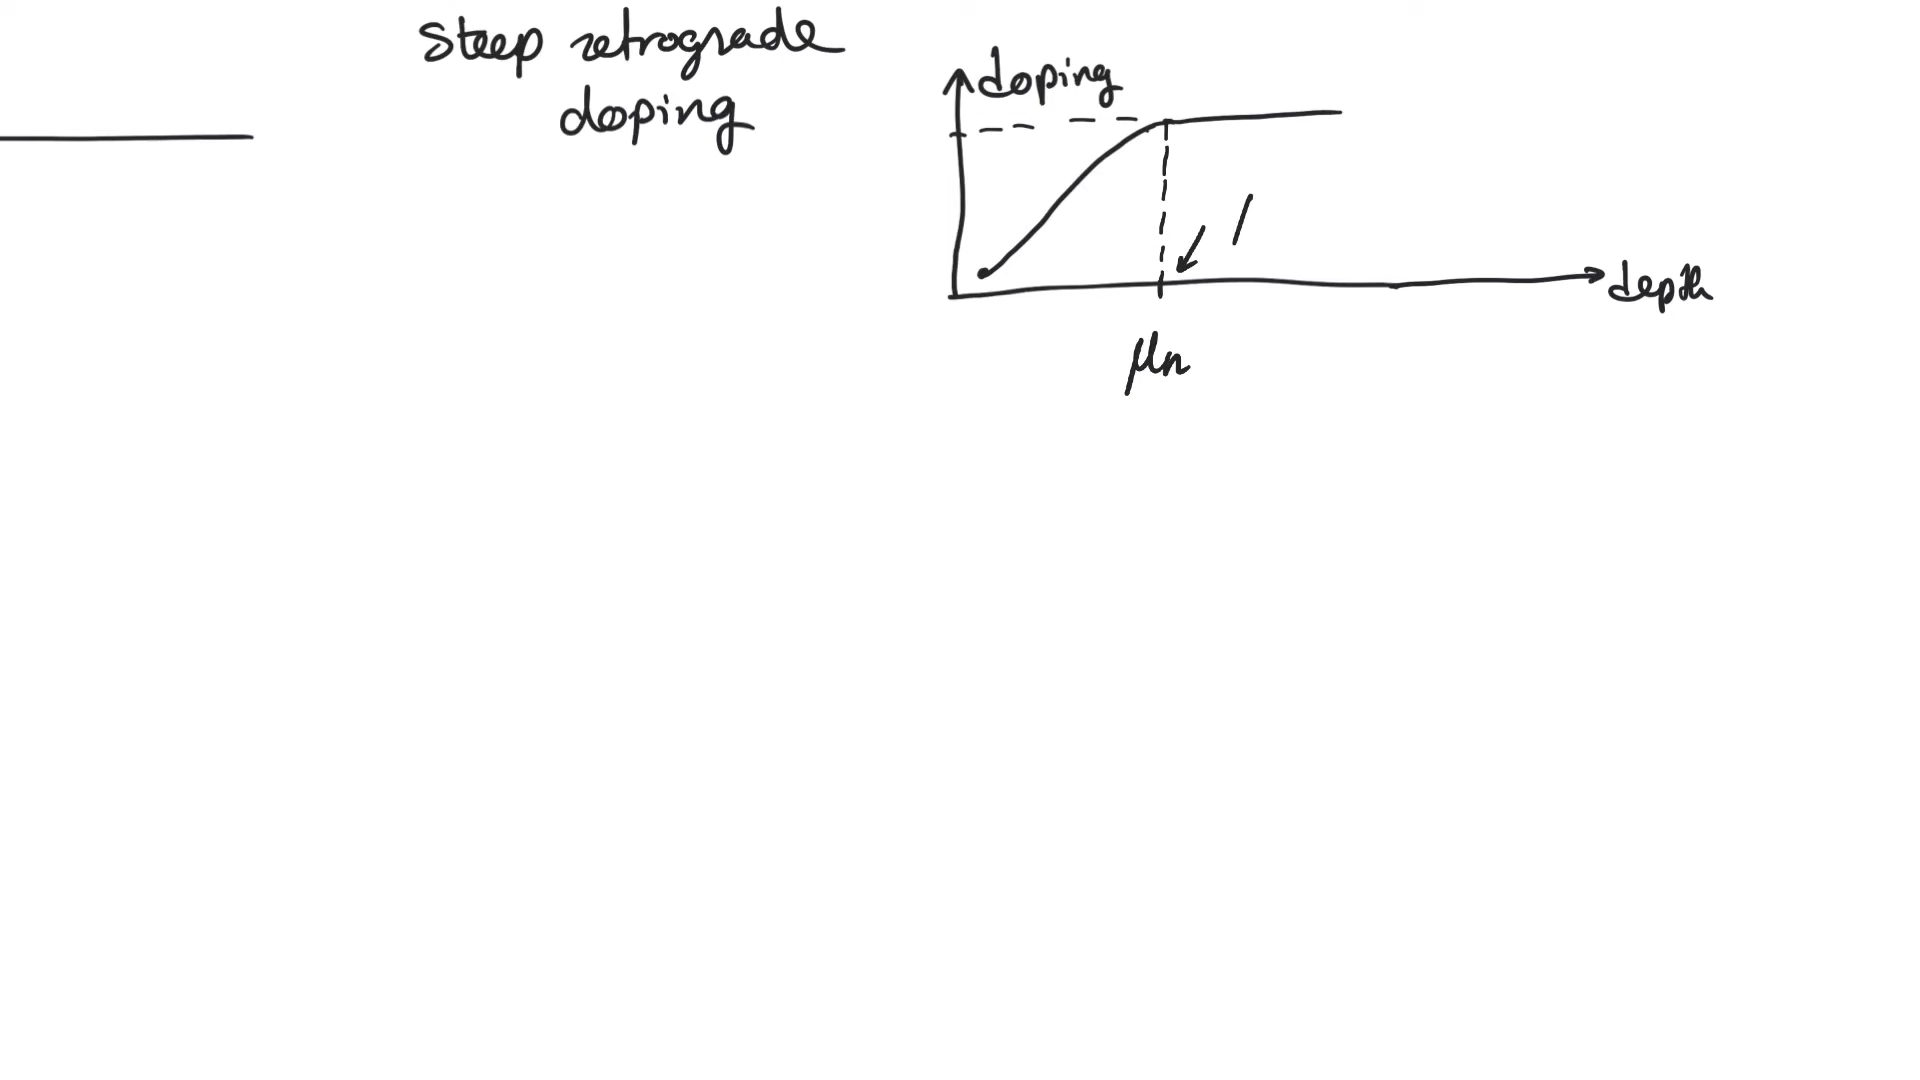 steep retrograde
doping
doping
depth
μn